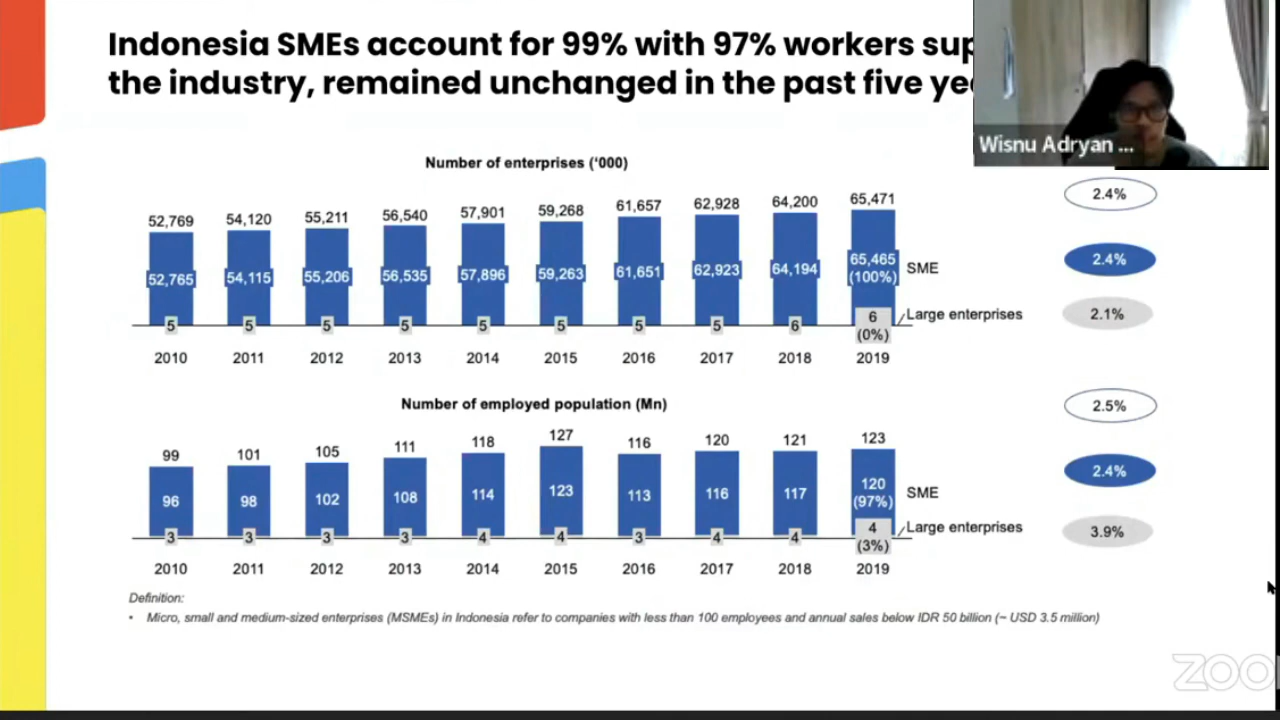 Indonesia SMEs account for 99% with 97% workers
the industry, remained unchanged in the past five
Wisnu Adryan ...
Number of enterprises (‘000)
2.4%
52,769 54,120 55,211 56,540 57,901 59,268 61,657 62,928 64,200 65,471
52,765 54,115 55,206 56,535 57,896 59,263 61,651 62,923 64,194 65,465 (100%) SME 2.4%
5 5 5 5 5 5 5 5 6 6 (0%) Large enterprises 2.1%
2010 2011 2012 2013 2014 2015 2016 2017 2018 2019
Number of employed population (Mn) 2.5%
99 101 105 111 118 127 116 120 121 123
96 98 102 108 114 123 113 116 117 120 (97%) SME 2.4%
3 3 3 3 4 4 3 4 4 4 (3%) Large enterprises 3.9%
2010 2011 2012 2013 2014 2015 2016 2017 2018 2019
Definition:
• Micro, small and medium-sized enterprises (MSMEs) in Indonesia refer to companies with less than 100 employees and annual sales below IDR 50 billion (~ USD 3.5 million)